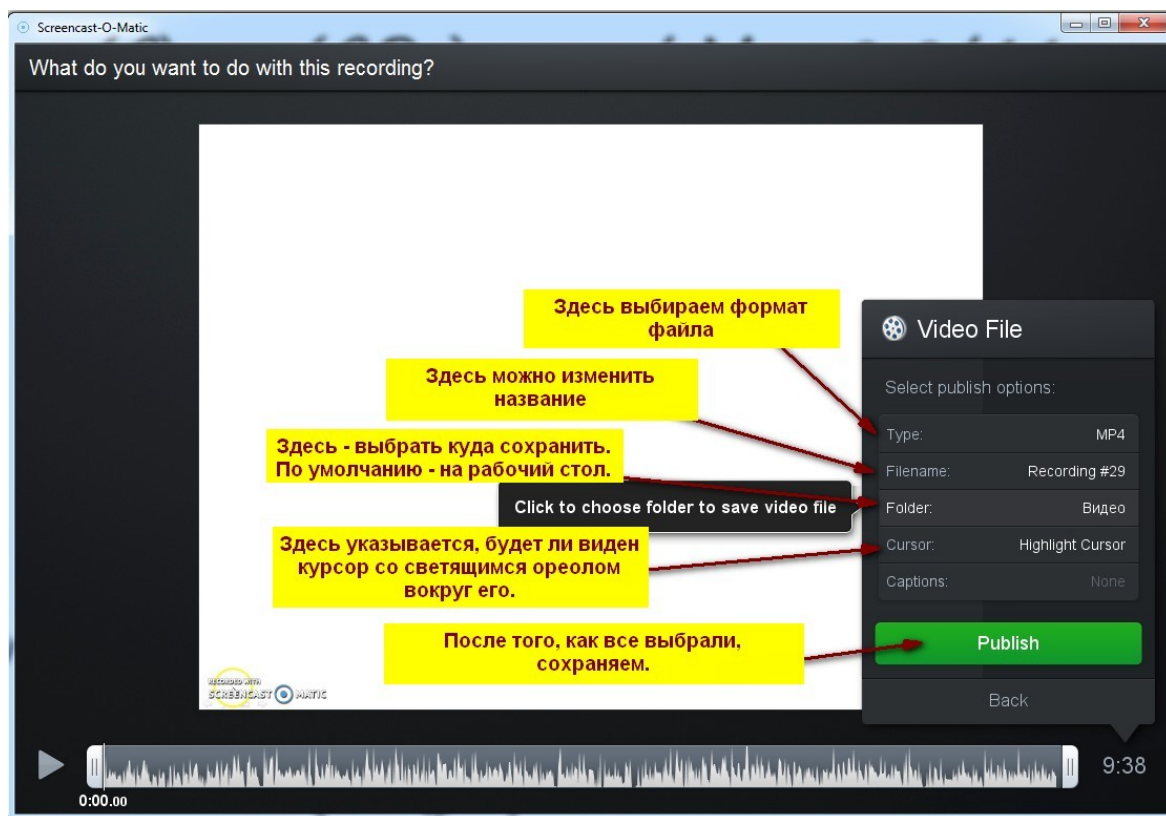 Screencast-O-Matic
What do you want to do with this recording?
Здесь выбираем формат
файла
Video File
Здесь можно изменить
название
Select publish options:
Type: MP4
Здесь - выбрать куда сохранить.
По умолчанию - на рабочий стол.
Filename: Recording #29
Click to choose folder to save video file
Folder: Видео
Здесь указывается, будет ли виден
курсор со светящимся ореолом
вокруг его.
Cursor: Highlight Cursor
Captions: None
После того, как все выбрали,
сохраняем.
Publish
Back
RECORDED WITH
SCREENCAST MATIC
9:38
0:00.00